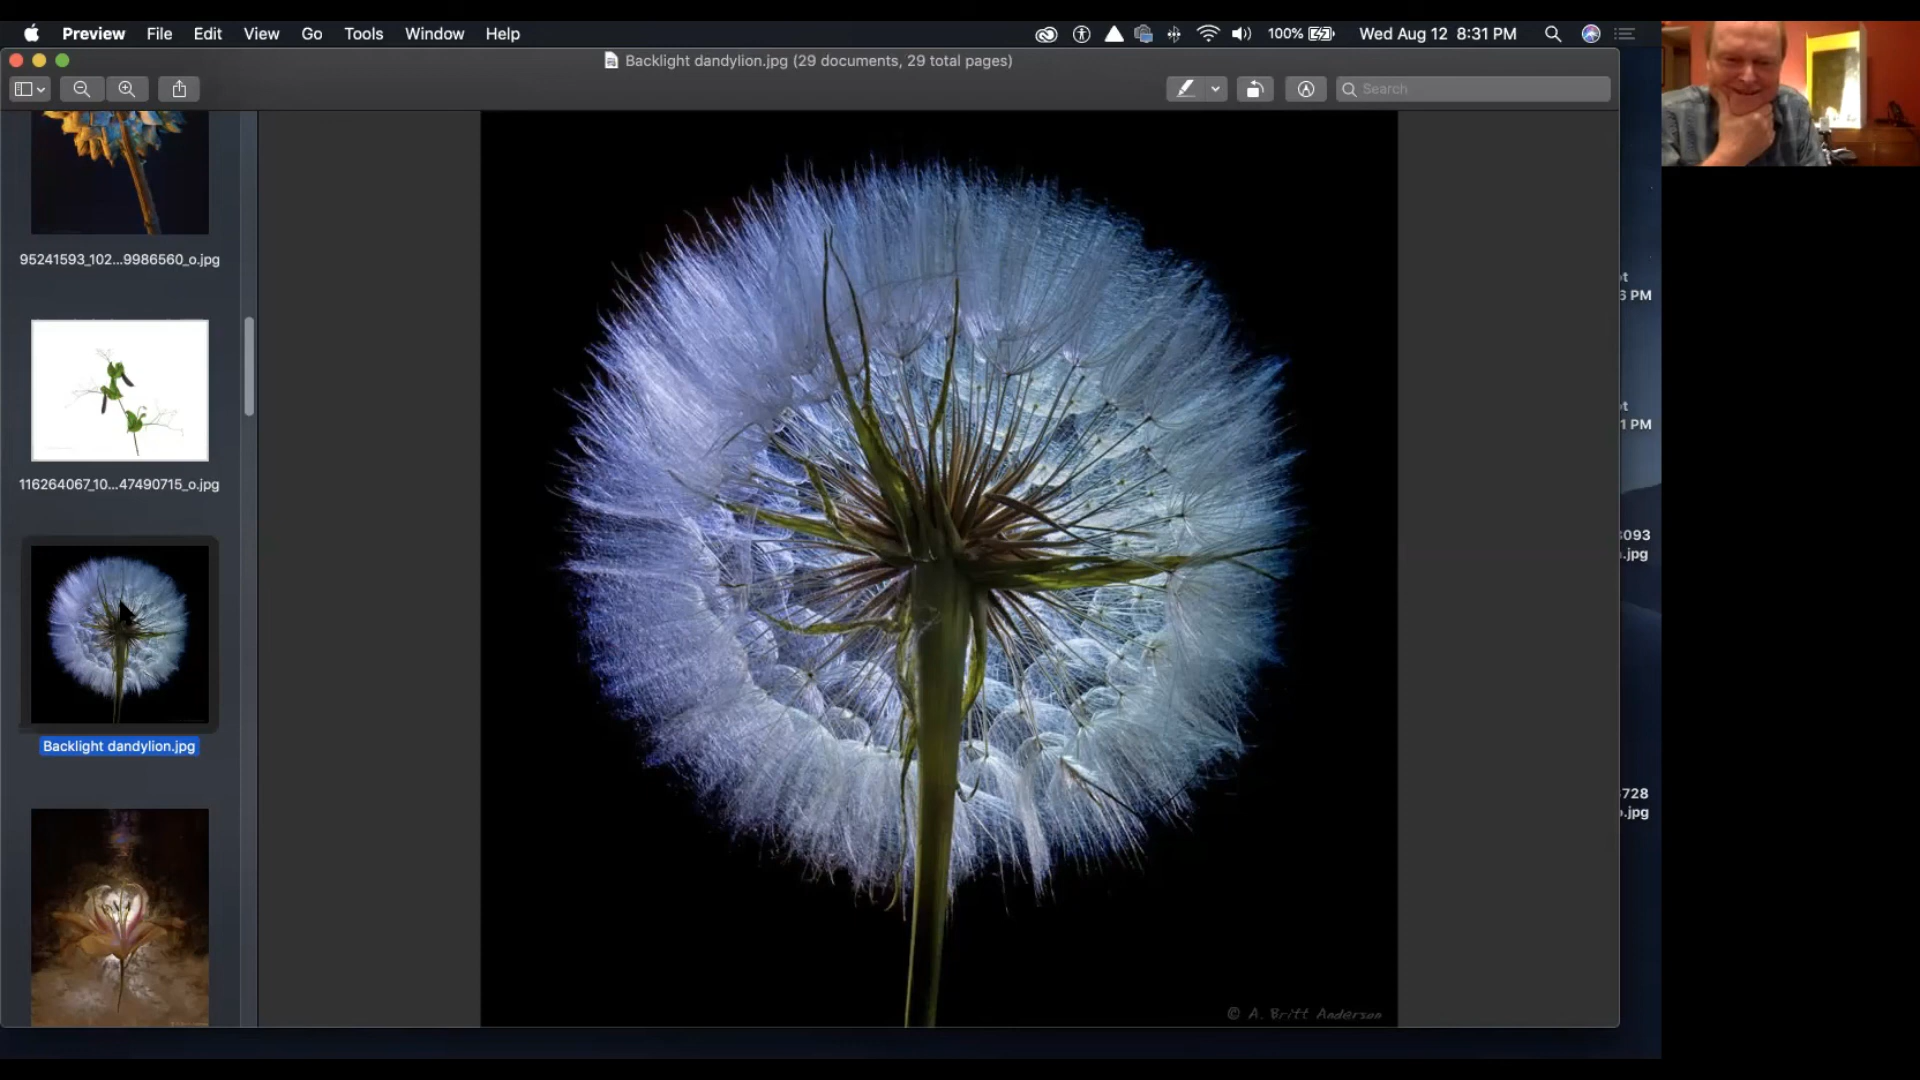 Preview File Edit View Go Tools Window Help 100% Wed Aug 12 8:31 PM
Backlight dandylion.jpg (29 documents, 29 total pages)
Search
95241593_102...9986560_o.jpg
116264067_10...47490715_o.jpg
Backlight dandylion.jpg
© A. Britt Anderson
PM
1 PM
093
.jpg
728
.jpg